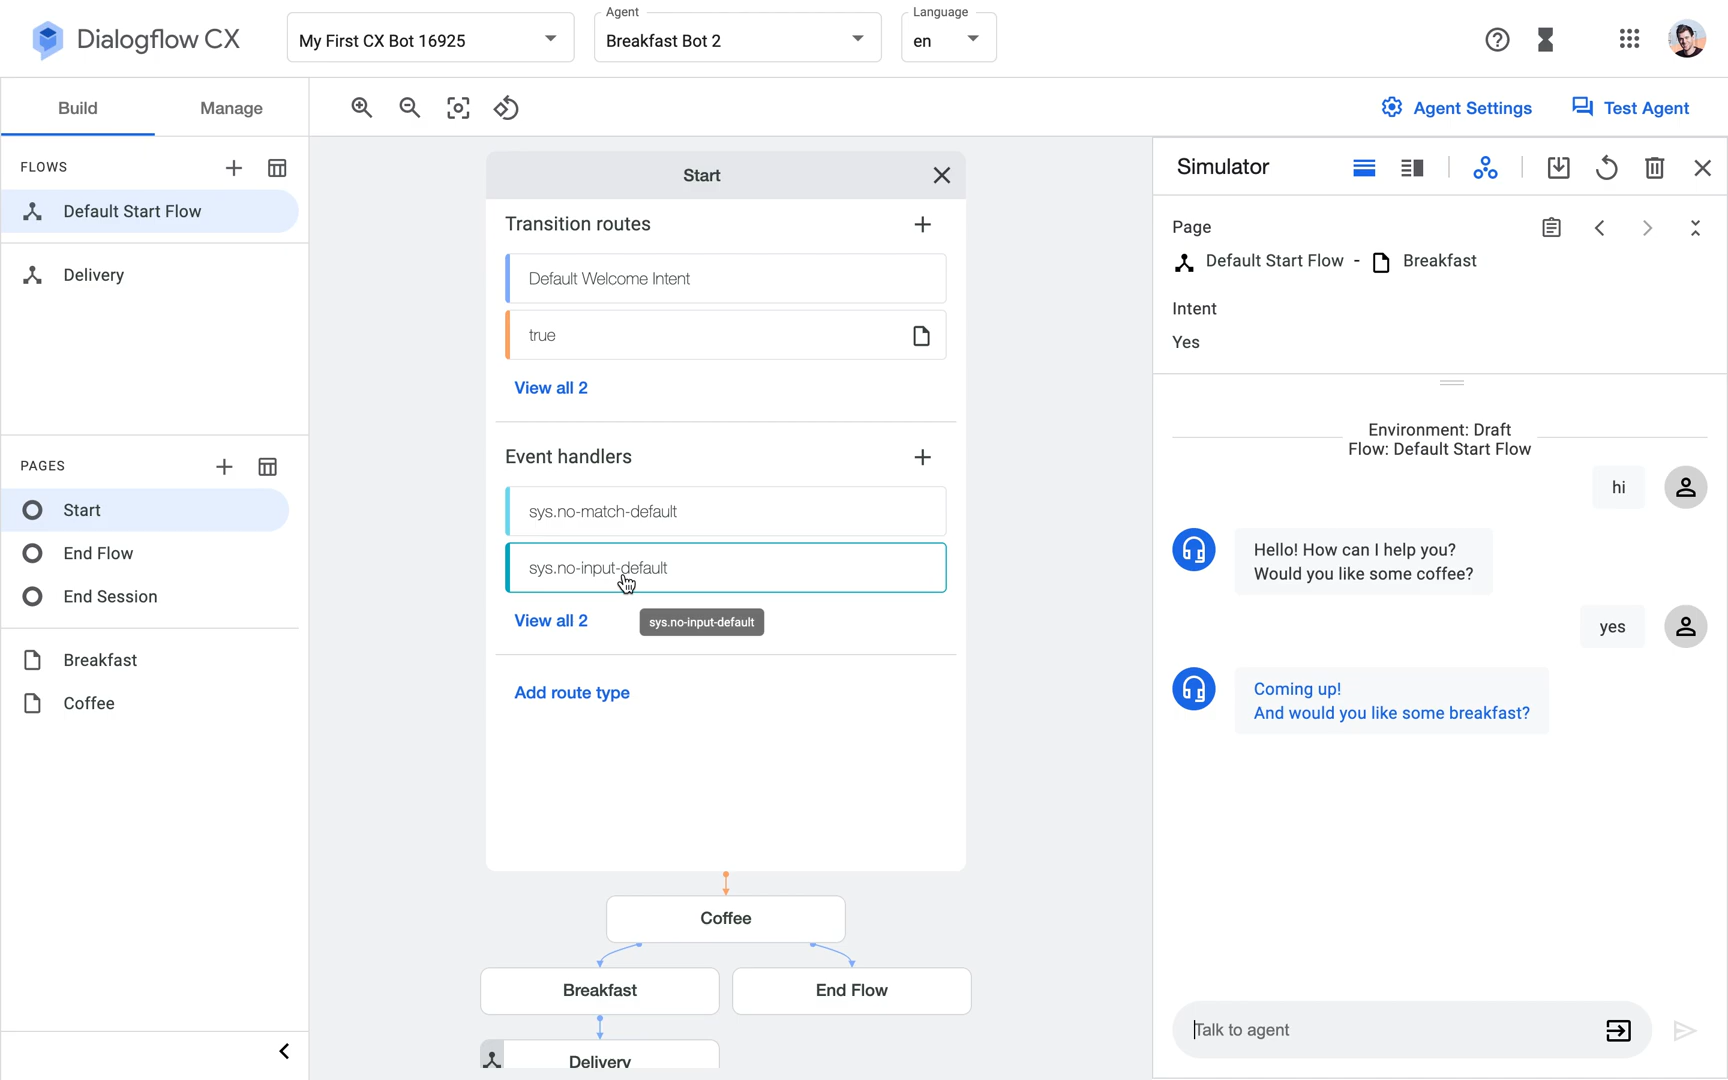 Dialogflow CX
My First CX Bot 16925
Agent
Breakfast Bot 2
Language
en
Build
Manage
Agent Settings
Test Agent
FLOWS
Default Start Flow
Delivery
PAGES
Start
End Flow
End Session
Breakfast
Coffee
Start
Transition routes
Default Welcome Intent
true
View all 2
Event handlers
sys.no-match-default
sys.no-input-default
View all 2
sys.no-input-default
Add route type
Coffee
Breakfast
End Flow
Delivery
Simulator
Page
Default Start Flow - Breakfast
Intent
Yes
Environment: Draft
Flow: Default Start Flow
hi
Hello! How can I help you?
Would you like some coffee?
yes
Coming up!
And would you like some breakfast?
Talk to agent